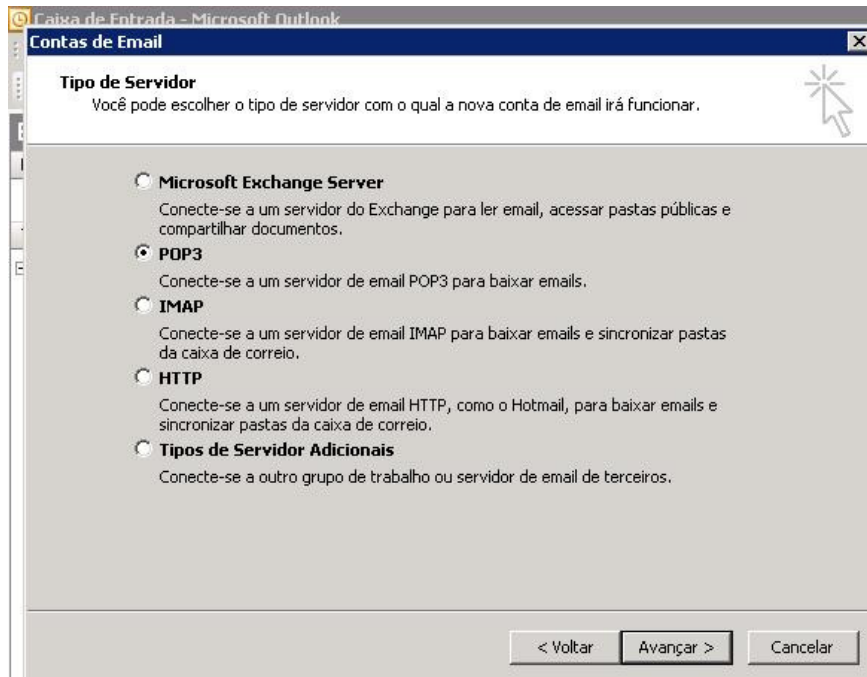 Caixa de Entrada - Microsoft Outlook
Contas de Email
Tipo de Servidor
Você pode escolher o tipo de servidor com o qual a nova conta de email irá funcionar.
Microsoft Exchange Server
Conecte-se a um servidor do Exchange para ler email, acessar pastas públicas e
compartilhar documentos.
POP3
Conecte-se a um servidor de email POP3 para baixar emails.
IMAP
Conecte-se a um servidor de email IMAP para baixar emails e sincronizar pastas
da caixa de correio.
HTTP
Conecte-se a um servidor de email HTTP, como o Hotmail, para baixar emails e
sincronizar pastas da caixa de correio.
Tipos de Servidor Adicionais
Conecte-se a outro grupo de trabalho ou servidor de email de terceiros.
< Voltar Avançar > Cancelar